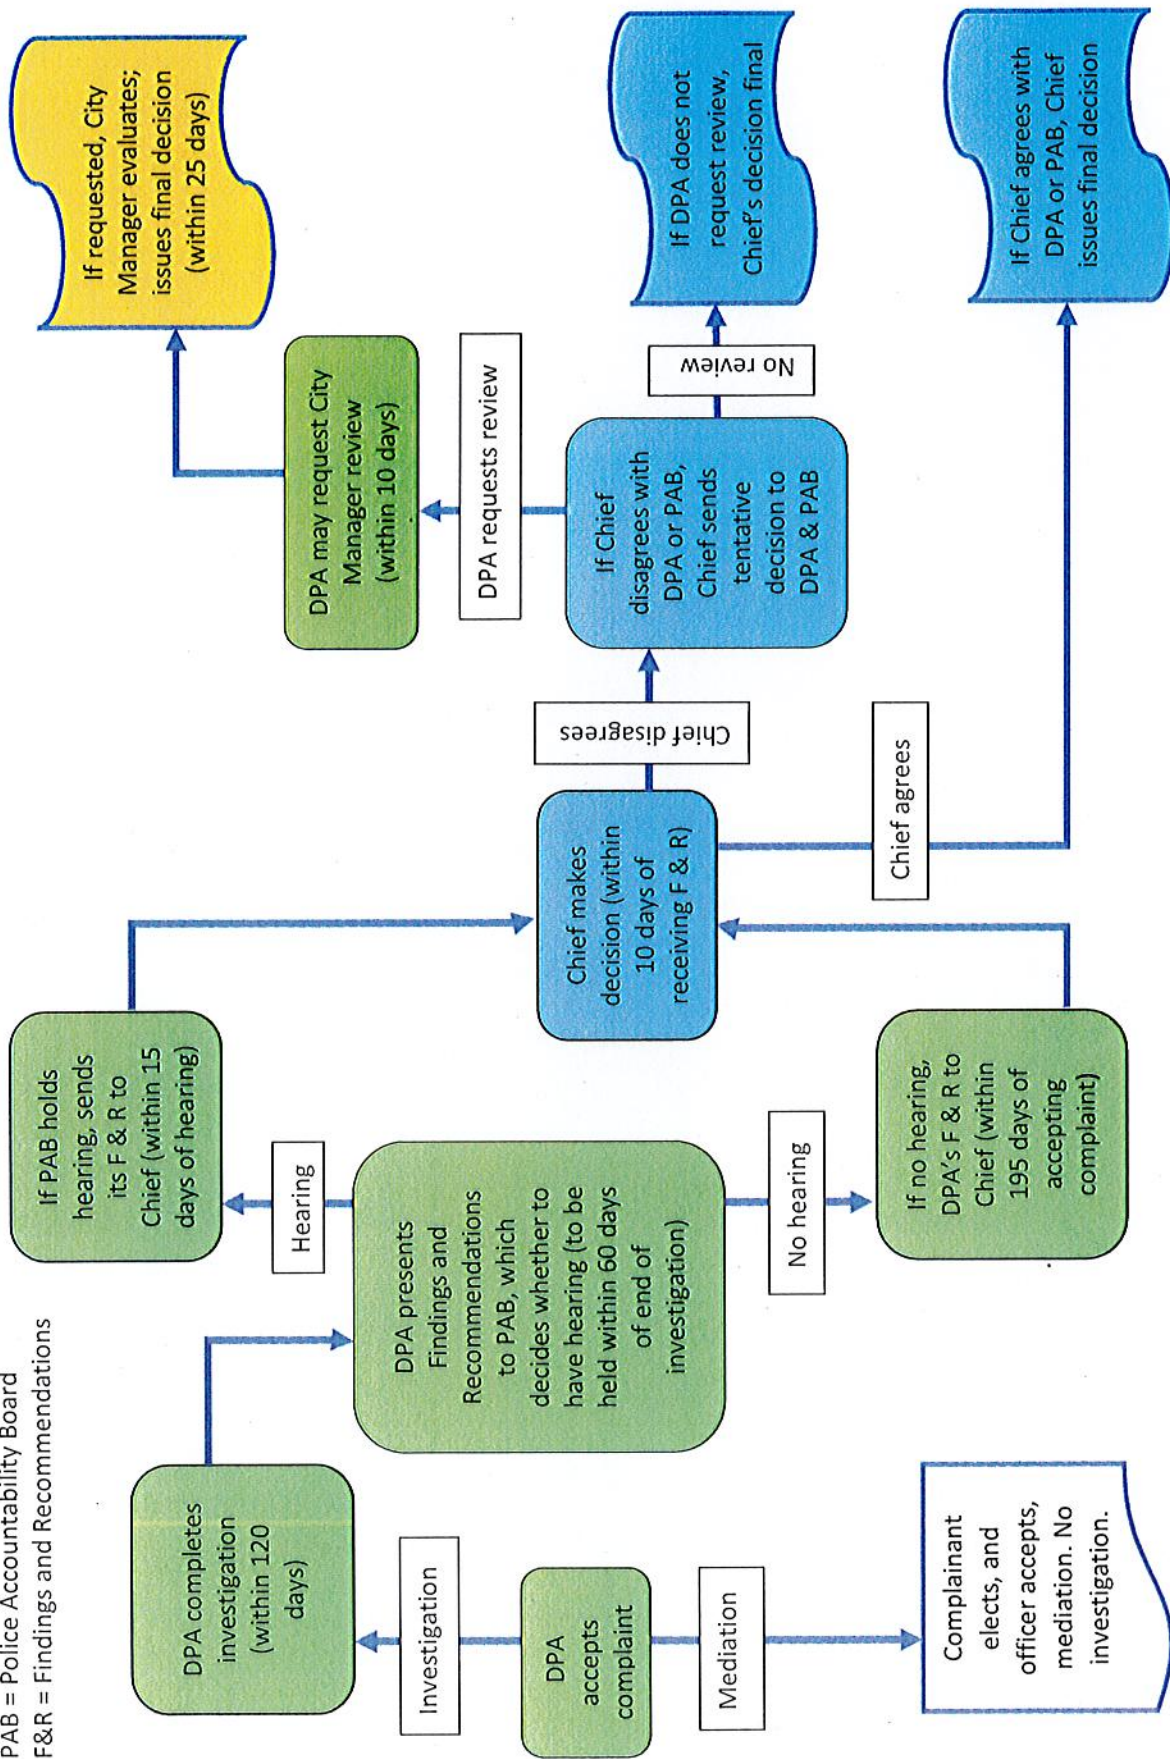 PAB = Police Accountability Board
F&R = Findings and Recommendations
DPA
accepts
complaint
Investigation
Mediation
Complainant
elects, and
officer accepts,
mediation. No
investigation.
DPA completes
investigation
(within 120
days)
DPA presents
Findings and
Recommendations
to PAB, which
decides whether to
have hearing (to be
held within 60 days
of end of
investigation)
Hearing
No hearing
If PAB holds
hearing, sends
its F & R to
Chief (within 15
days of hearing)
If no hearing,
DPA's F & R to
Chief (within
195 days of
accepting
complaint)
Chief makes
decision (within
10 days of
receiving F & R)
Chief disagrees
Chief agrees
If Chief
disagrees with
DPA or PAB,
Chief sends
tentative
decision to
DPA & PAB
DPA requests review
No review
DPA may request City
Manager review
(within 10 days)
If requested, City
Manager evaluates;
issues final decision
(within 25 days)
If DPA does not
request review,
Chief's decision final
If Chief agrees with
DPA or PAB, Chief
issues final decision